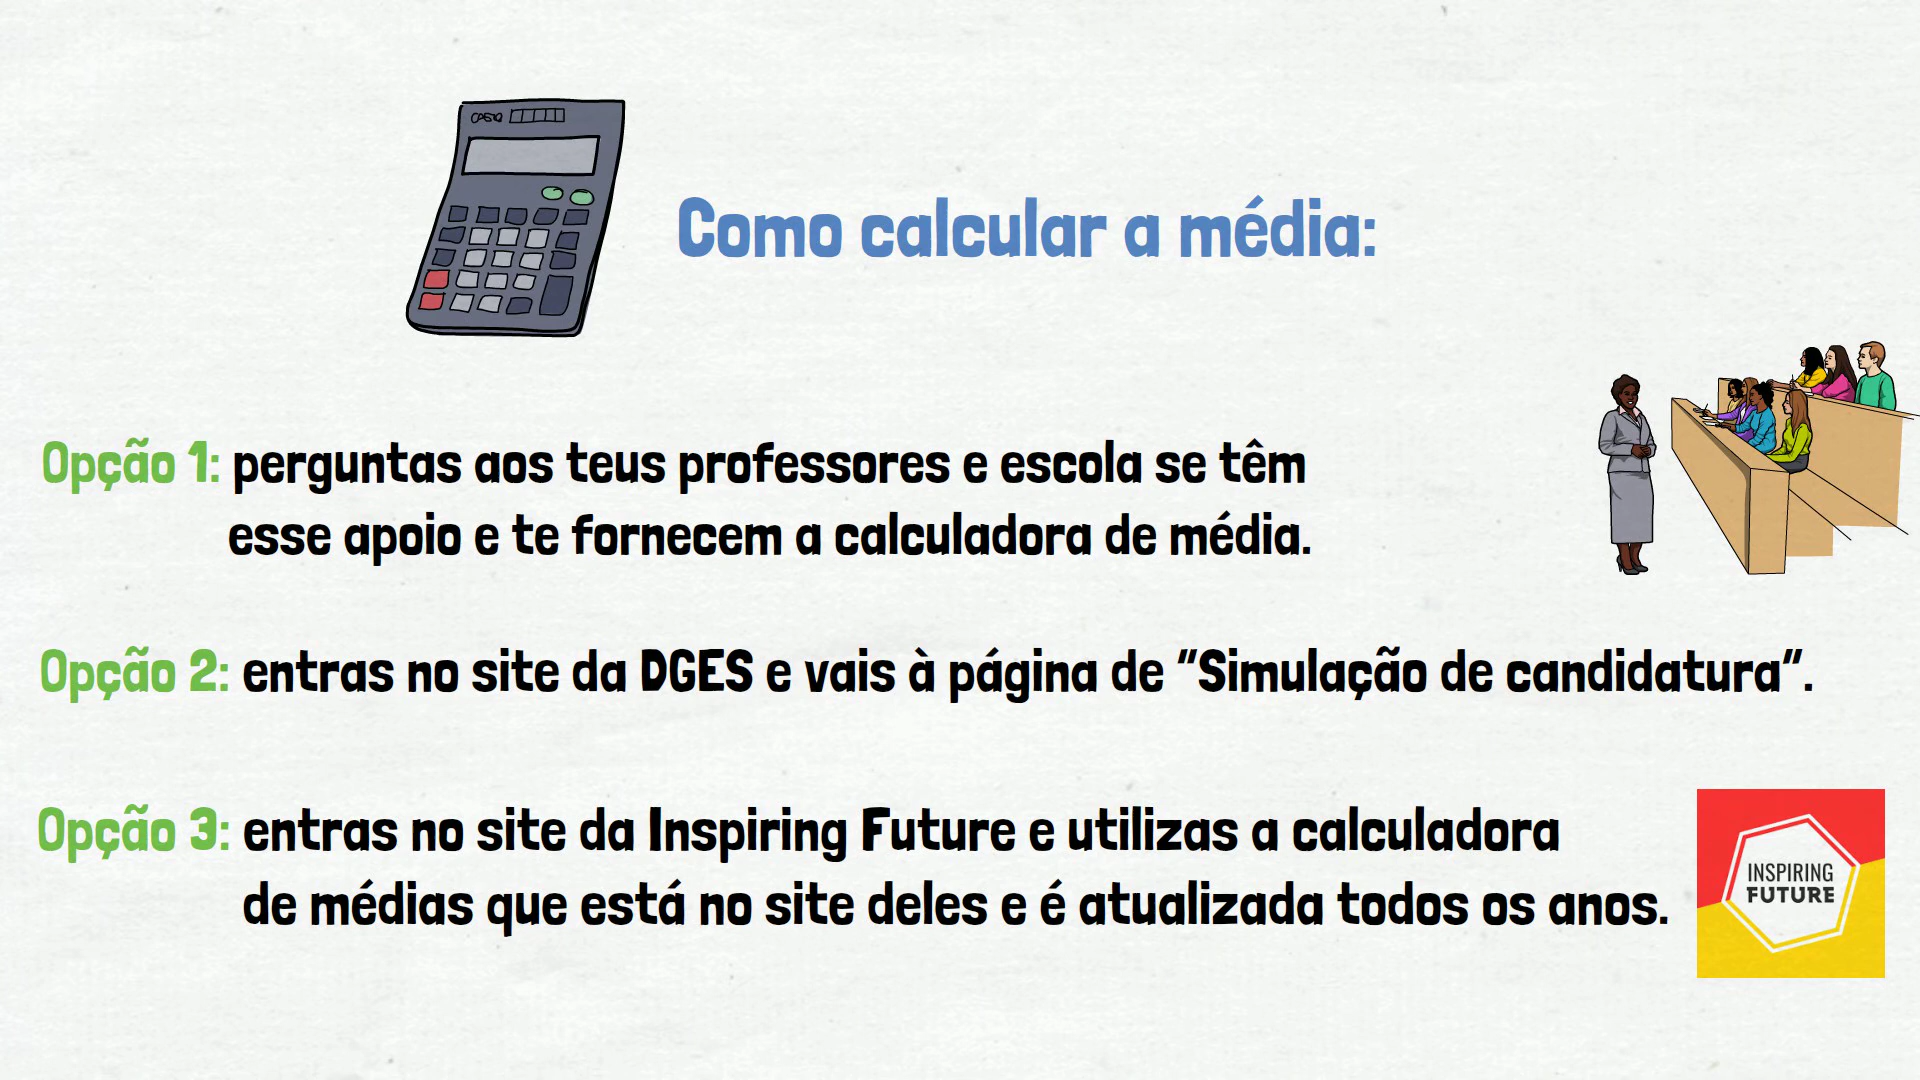 Como calcular a média:
Opção 1: perguntas aos teus professores e escola se têm
esse apoio e te fornecem a calculadora de média.
Opção 2: entras no site da DGES e vais à página de “Simulação de candidatura”.
Opção 3: entras no site da Inspiring Future e utilizas a calculadora
de médias que está no site deles e é atualizada todos os anos.
INSPIRING
FUTURE